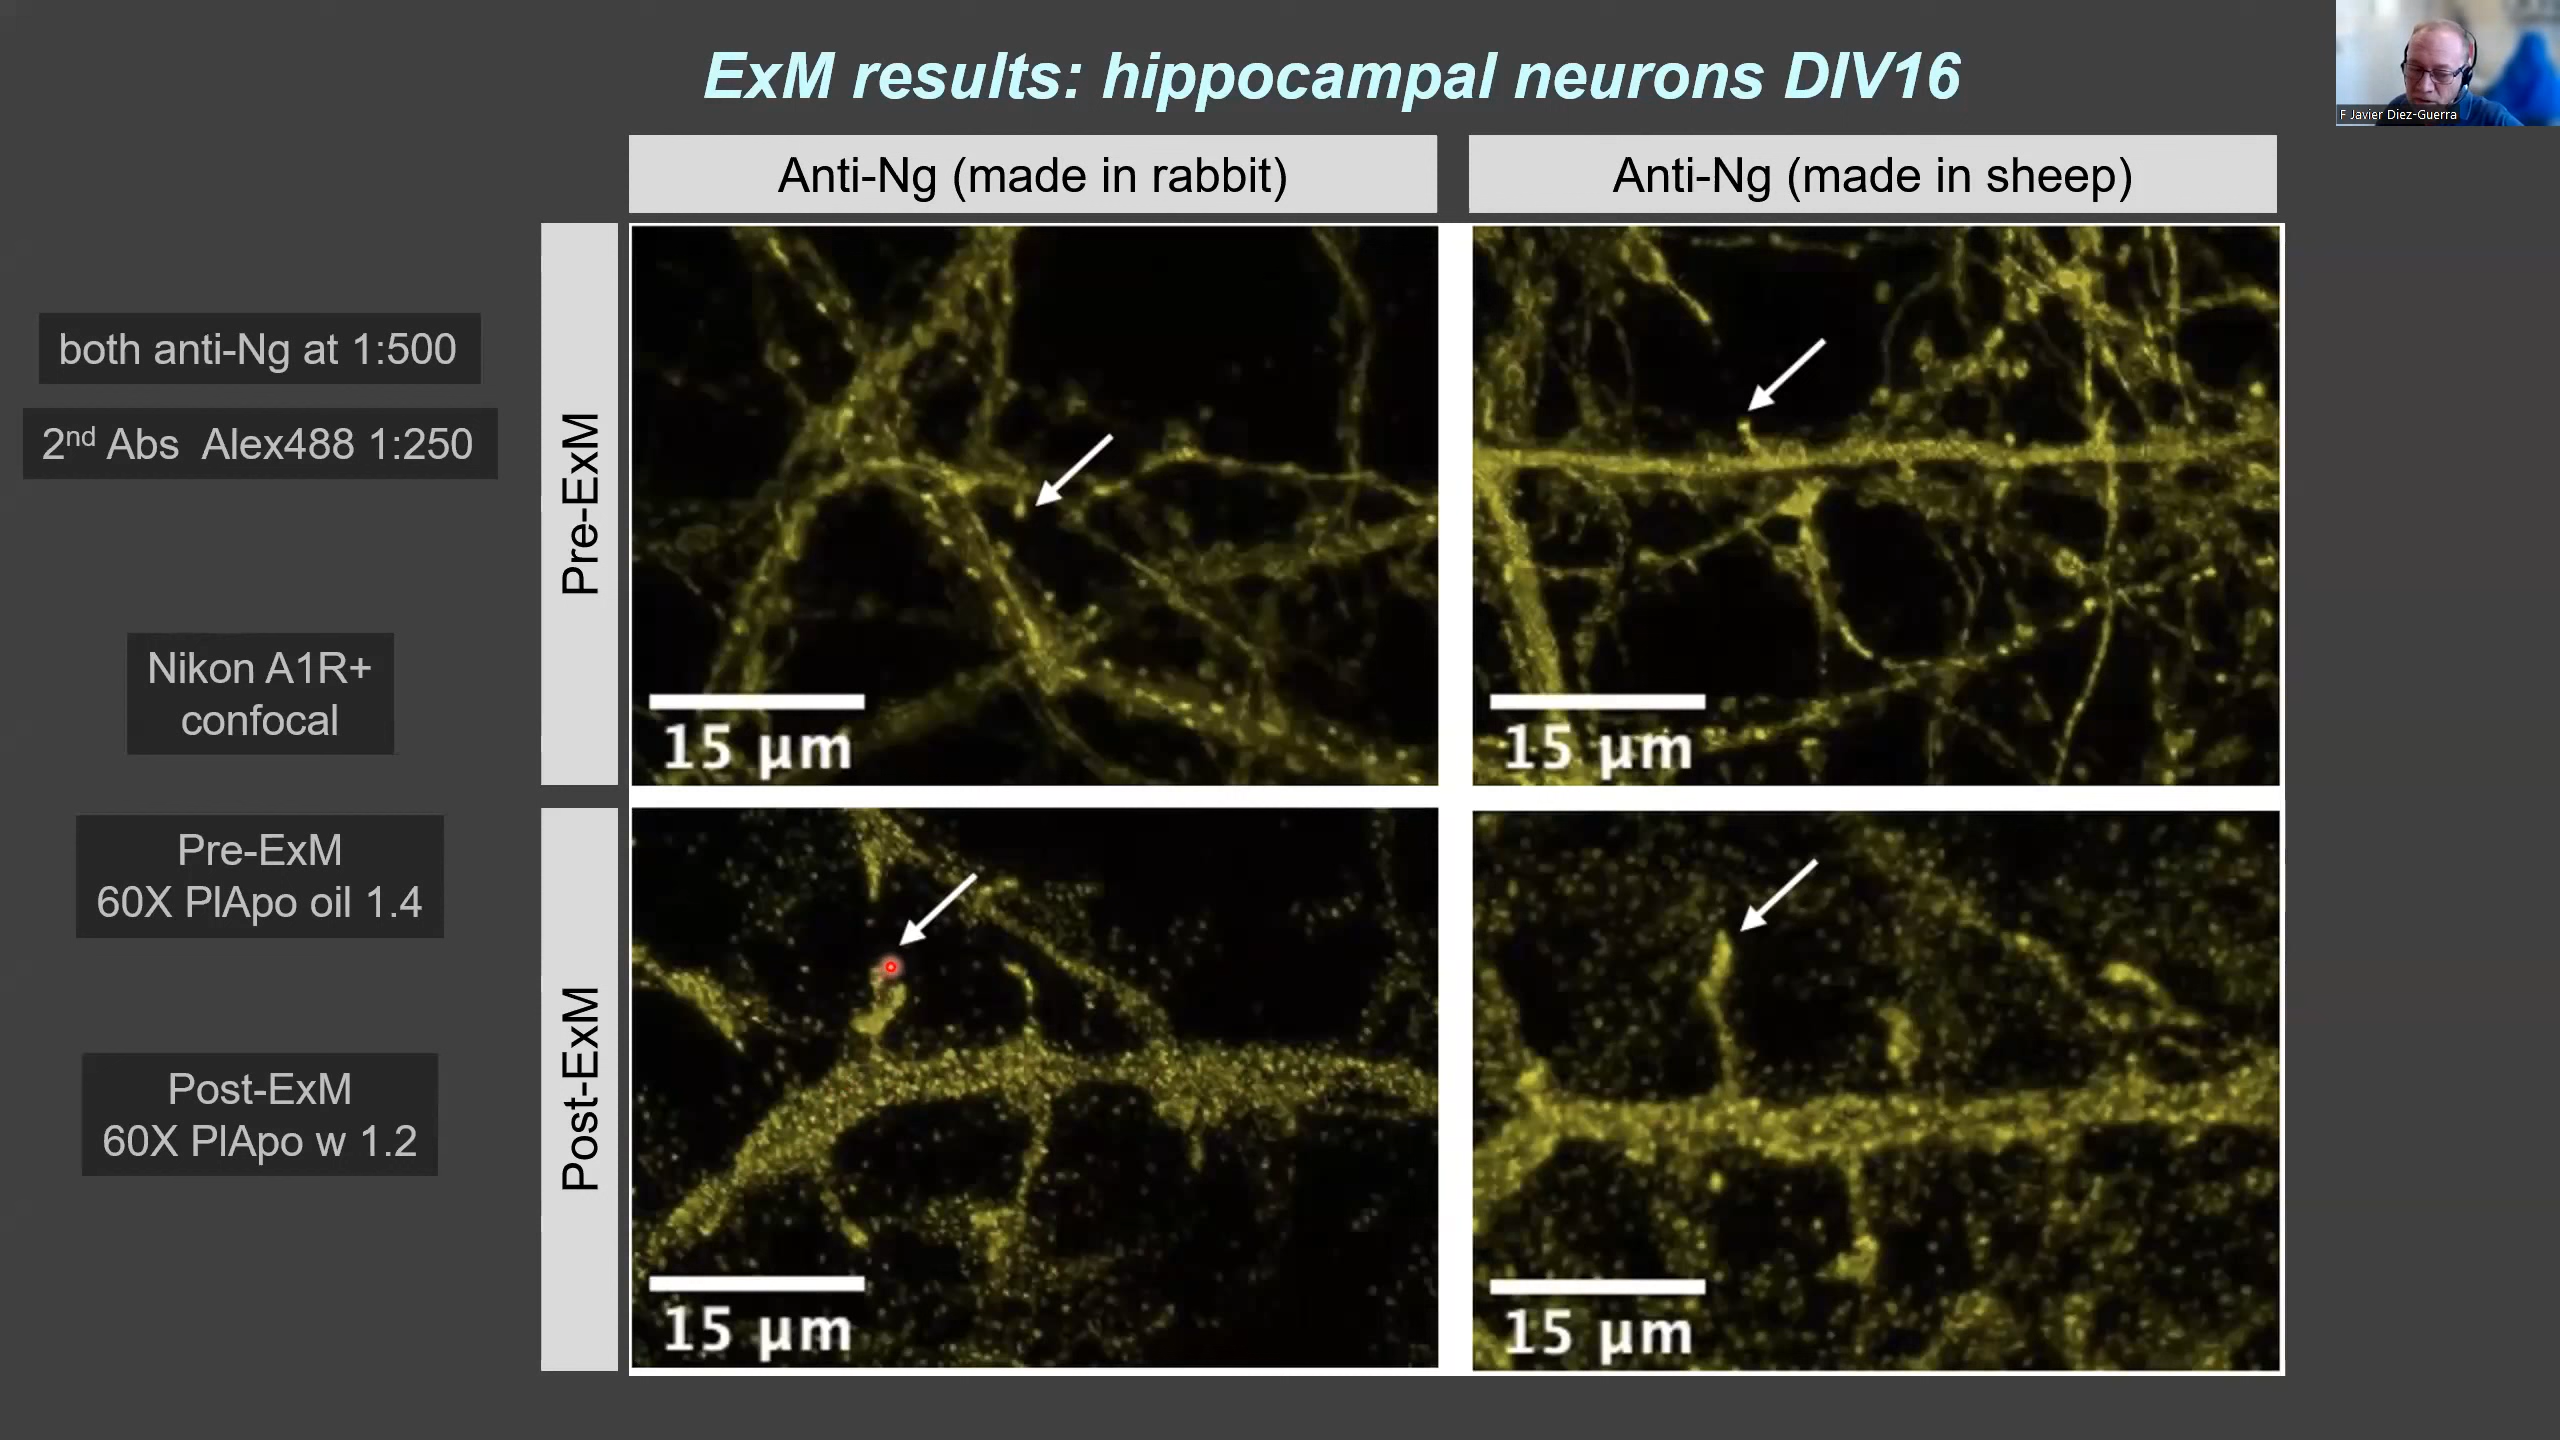 ExM results: hippocampal neurons DIV16
F Javier Diez-Guerra
Anti-Ng (made in rabbit)
Anti-Ng (made in sheep)
both anti-Ng at 1:500
2nd Abs Alex488 1:250
Nikon A1R+
confocal
Pre-ExM
60X PlApo oil 1.4
Post-ExM
60X PlApo w 1.2
Pre-ExM
15 µm
15 µm
Post-ExM
15 µm
15 µm